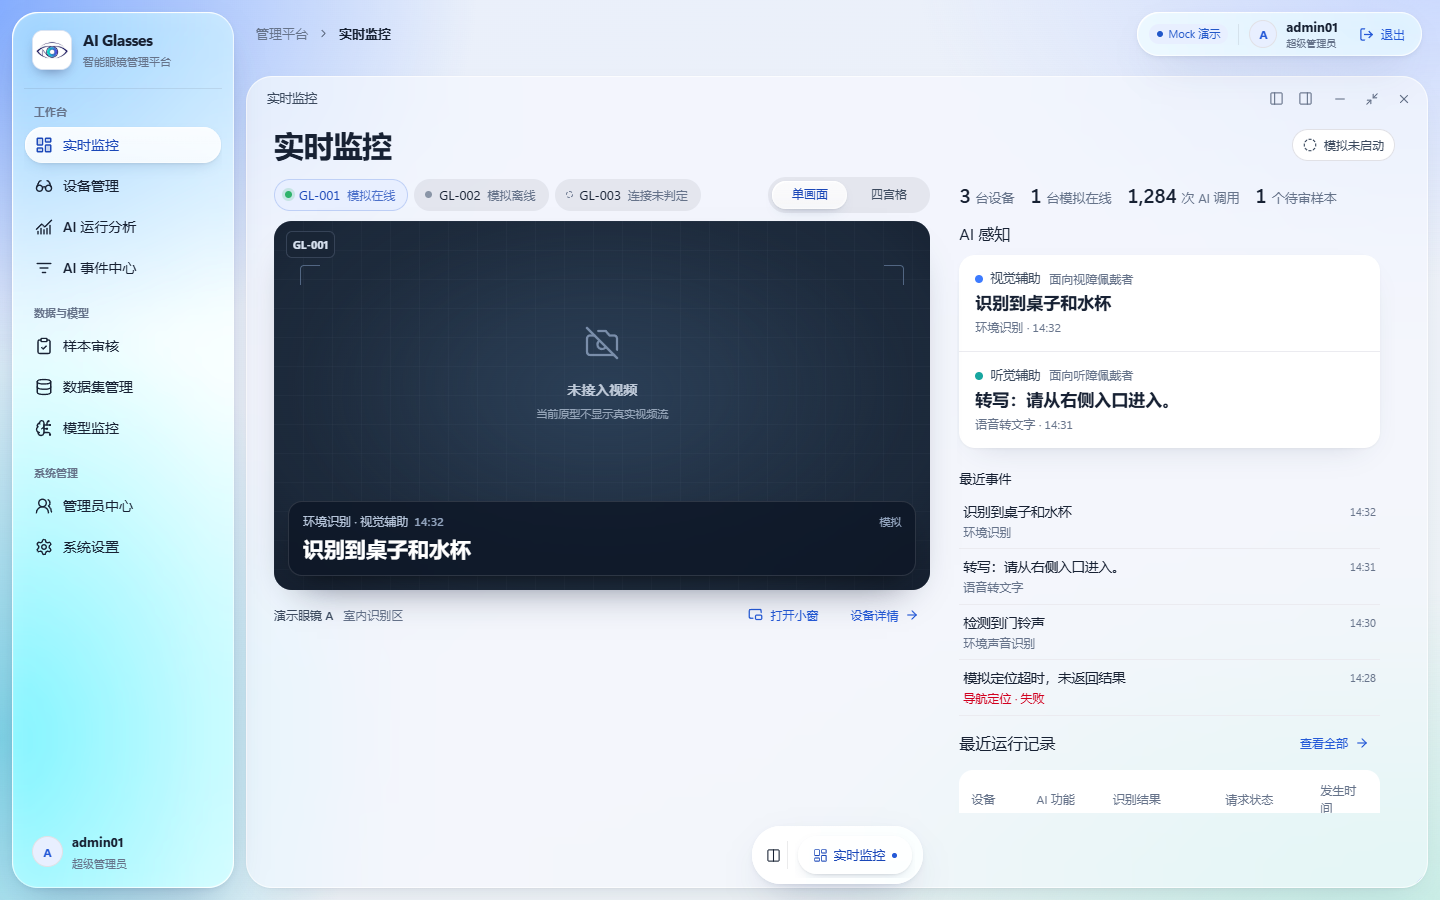 AI Glasses
智能眼镜管理平台
工作台
实时监控
设备管理
AI 运行分析
AI 事件中心
数据与模型
样本审核
数据集管理
模型监控
系统管理
管理员中心
系统设置
A
admin01
超级管理员
管理平台 > 实时监控
Mock 演示
A
admin01
超级管理员
退出
实时监控
实时监控
模拟未启动
GL-001 模拟在线
GL-002 模拟离线
GL-003 连接未判定
单画面
四宫格
GL-001
未接入视频
当前原型不显示真实视频流
环境识别 · 视觉辅助 14:32
模拟
识别到桌子和水杯
演示眼镜 A 室内识别区
打开小窗
设备详情
3 台设备 1 台模拟在线 1,284 次 AI 调用 1 个待审样本
AI 感知
视觉辅助 面向视障佩戴者
识别到桌子和水杯
环境识别 · 14:32
听觉辅助 面向听障佩戴者
转写：请从右侧入口进入。
语音转文字 · 14:31
最近事件
识别到桌子和水杯 14:32
环境识别
转写：请从右侧入口进入。 14:31
语音转文字
检测到门铃声 14:30
环境声音识别
模拟定位超时，未返回结果 14:28
导航定位 · 失败
最近运行记录
查看全部
设备 AI 功能 识别结果 请求状态 发生时间
实时监控